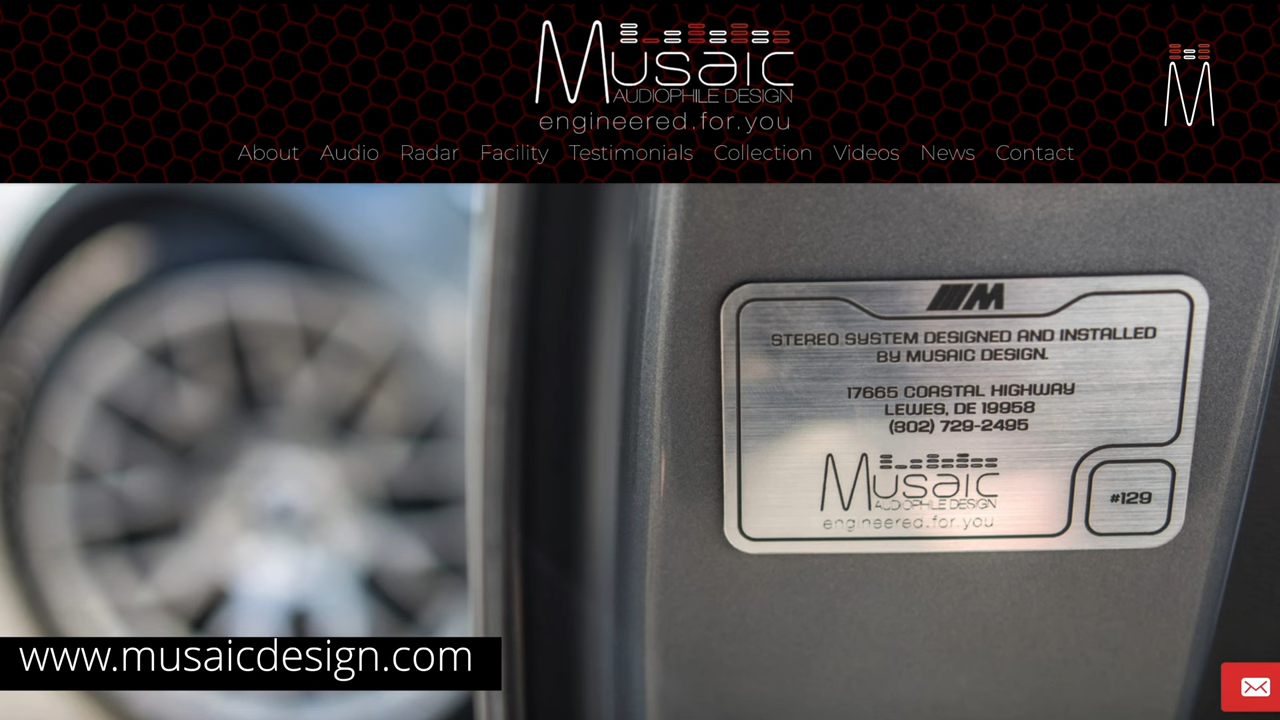 Musaic
AUDIOPHILE DESIGN
engineered.for.you
M
About Audio Radar Facility Testimonials Collection Videos News Contact
M
STEREO SYSTEM DESIGNED AND INSTALLED
BY MUSAIC DESIGN.
17665 COASTAL HIGHWAY
LEWES, DE 19958
(802) 729-2495
Musaic
AUDIOPHILE DESIGN
engineered.for.you
#129
www.musaicdesign.com